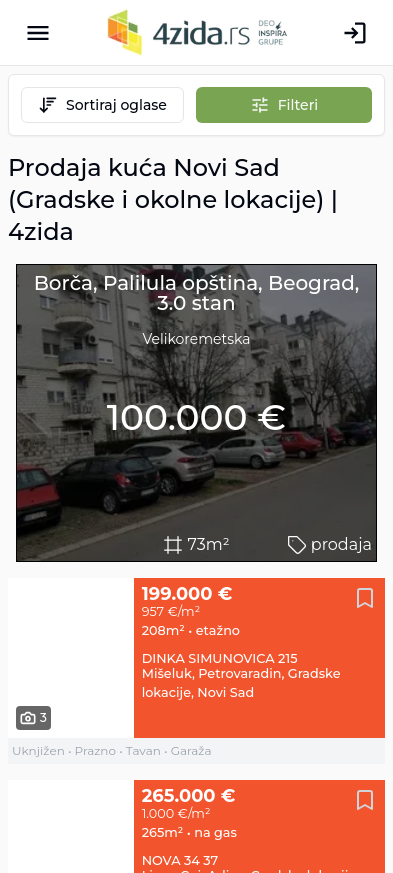 4zida.rs
DEO
INSPIRA
GRUPE
Sortiraj oglase
Filteri
Prodaja kuća Novi Sad
(Gradske i okolne lokacije) |
4zida
Borča, Palilula opština, Beograd,
3.0 stan
Velikoremetska
100.000 €
73m²
prodaja
199.000 €
957 €/m²
208m² • etažno
DINKA SIMUNOVICA 215
Mišeluk, Petrovaradin, Gradske
lokacije, Novi Sad
3
Uknjižen • Prazno • Tavan • Garaža
265.000 €
1.000 €/m²
265m² • na gas
NOVA 34 37